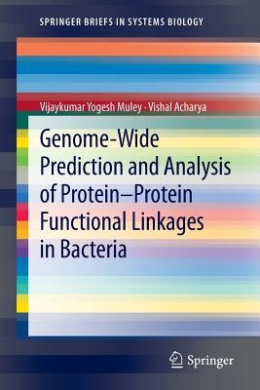 SPRINGER BRIEFS IN SYSTEMS BIOLOGY
Vijaykumar Yogesh Muley · Vishal Acharya
Genome-Wide
Prediction and Analysis
of Protein–Protein
Functional Linkages
in Bacteria
Springer